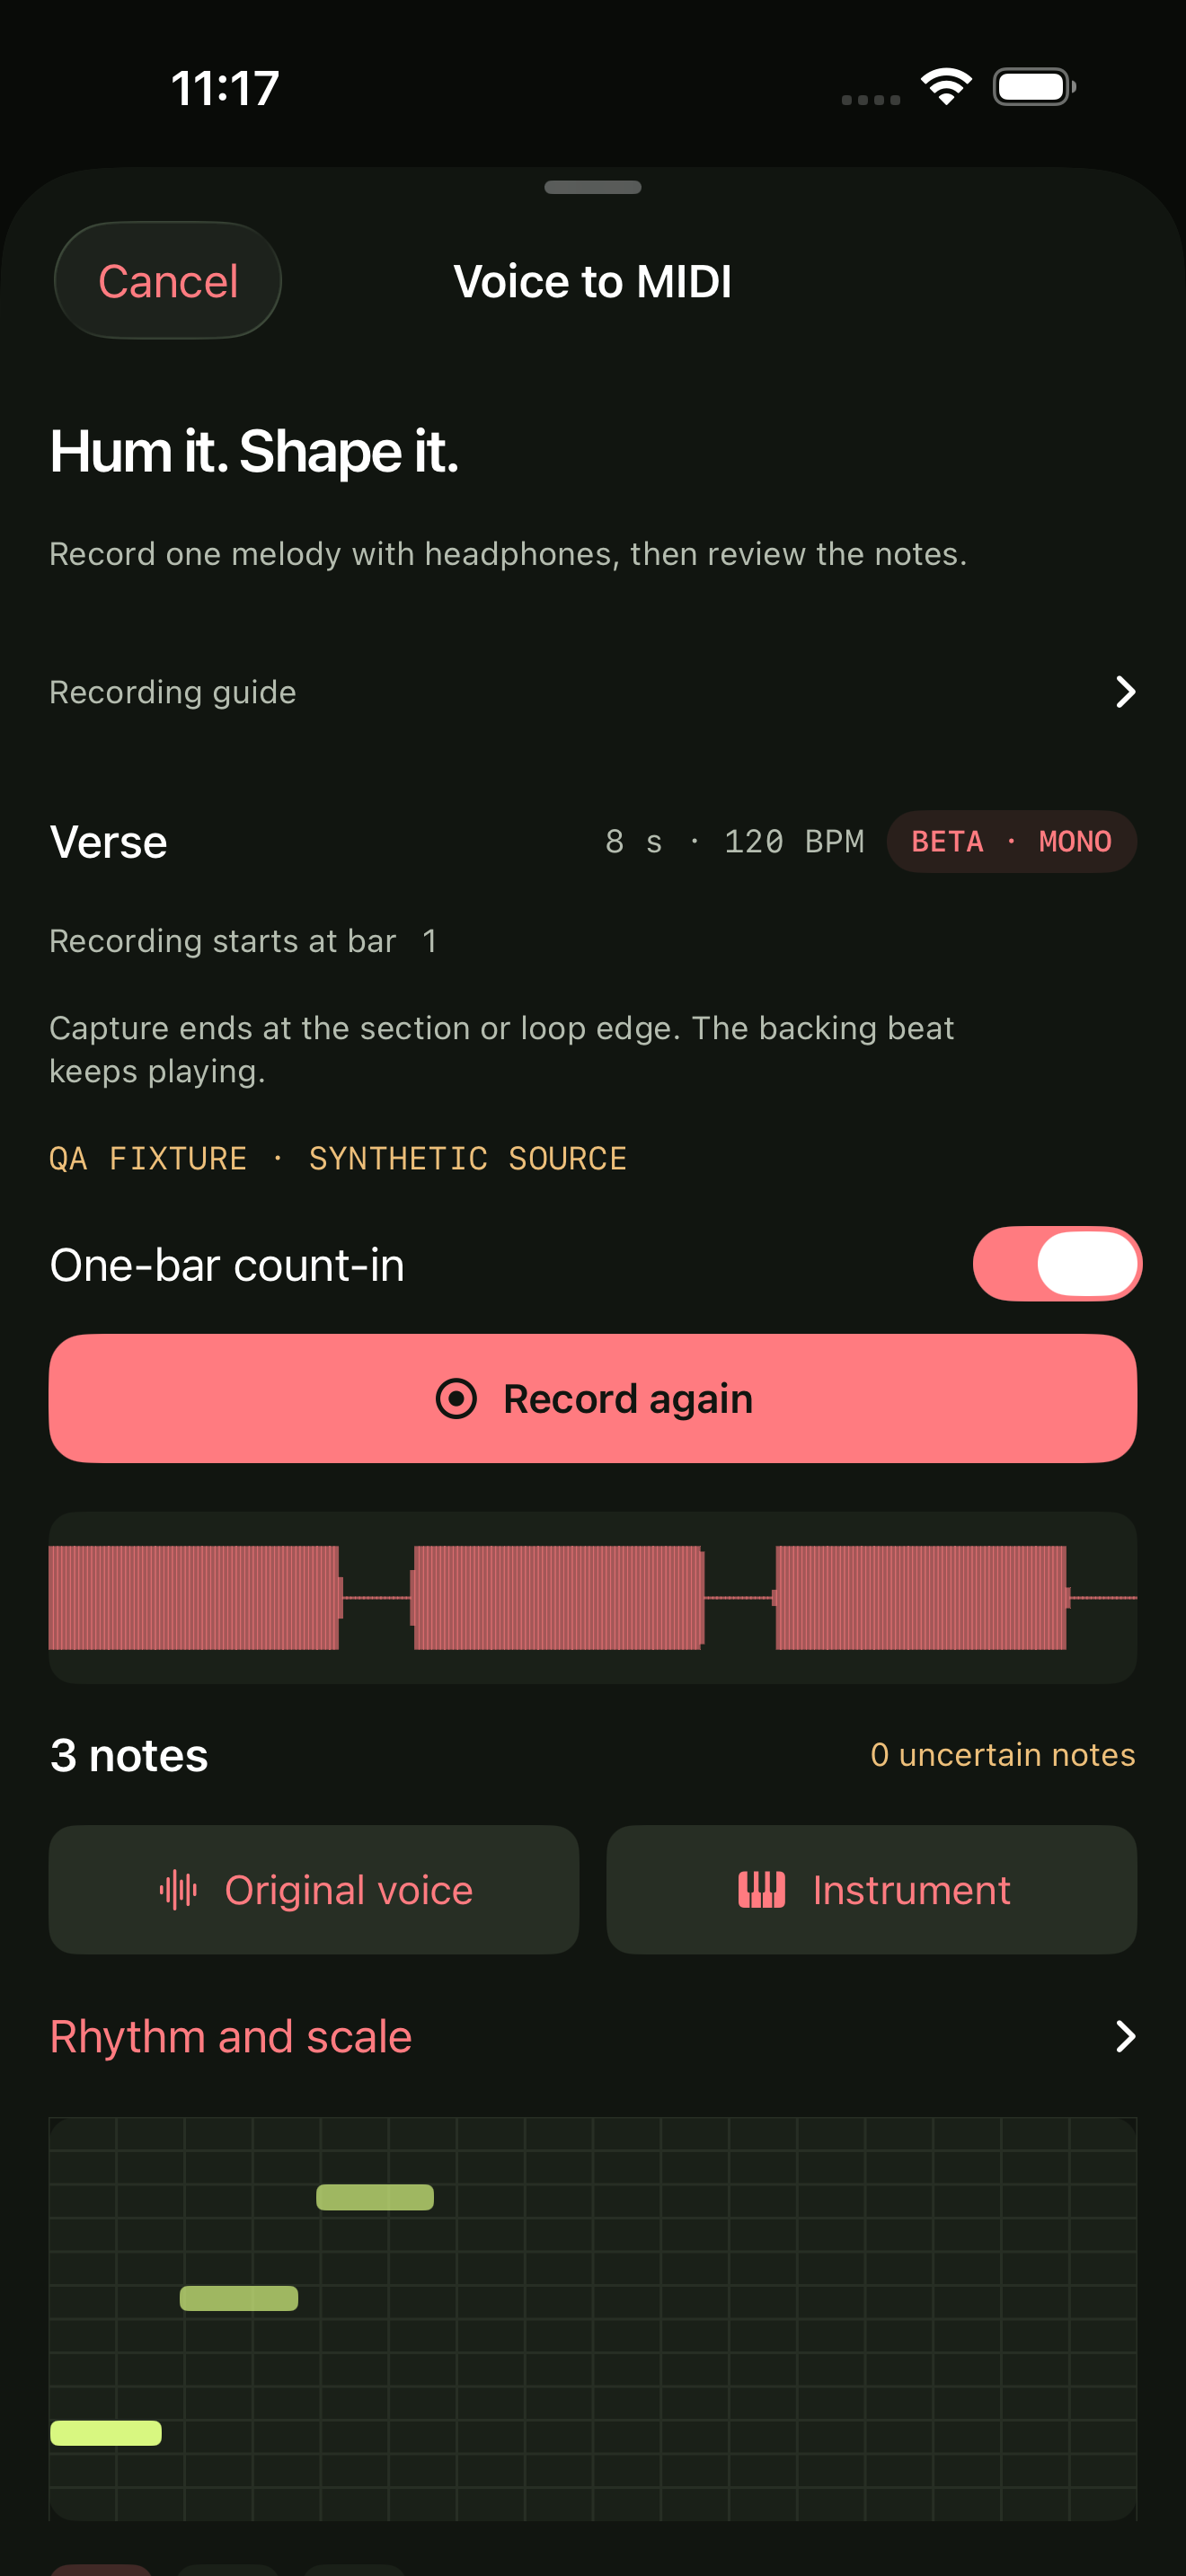 11:17
Cancel
Voice to MIDI
Hum it. Shape it.
Record one melody with headphones, then review the notes.
Recording guide
Verse
8 s · 120 BPM
BETA · MONO
Recording starts at bar 1
Capture ends at the section or loop edge. The backing beat
keeps playing.
QA FIXTURE · SYNTHETIC SOURCE
One-bar count-in
Record again
3 notes
0 uncertain notes
Original voice
Instrument
Rhythm and scale